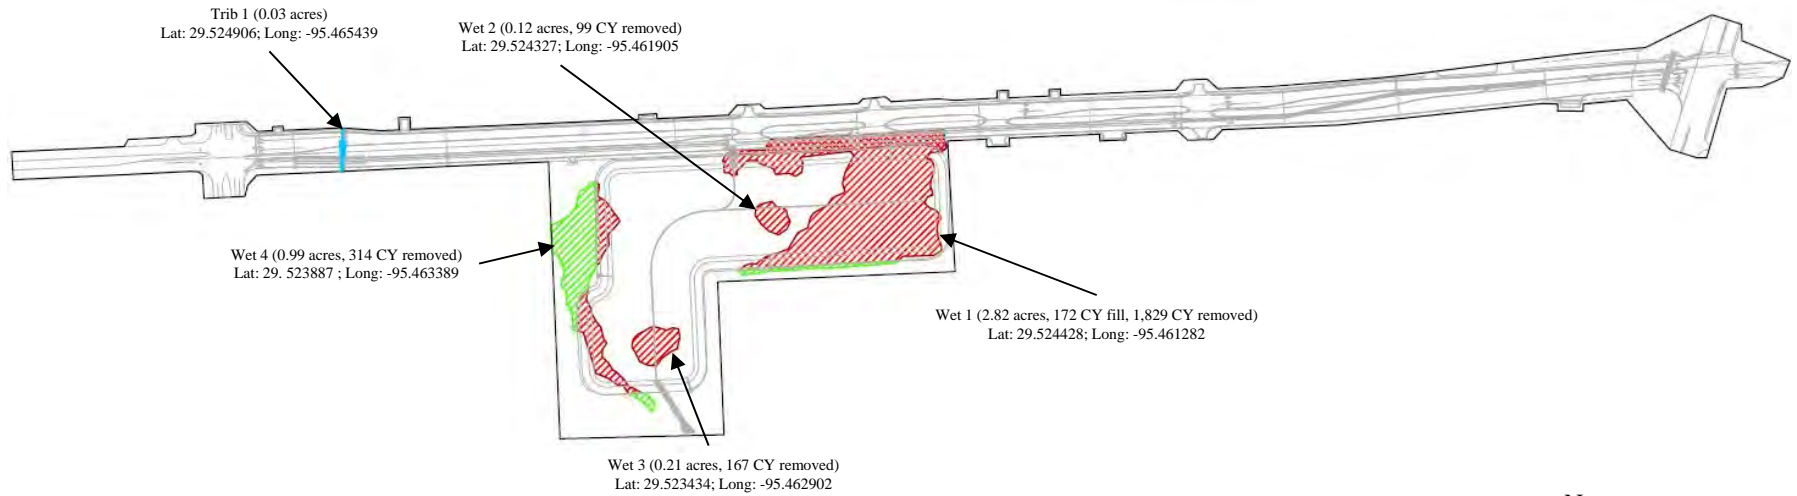 Trib 1 (0.03 acres)
Lat: 29.524906; Long: -95.465439
Wet 2 (0.12 acres, 99 CY removed)
Lat: 29.524327; Long: -95.461905
Wet 4 (0.99 acres, 314 CY removed)
Lat: 29. 523887 ; Long: -95.463389
Wet 1 (2.82 acres, 172 CY fill, 1,829 CY removed)
Lat: 29.524428; Long: -95.461282
Wet 3 (0.21 acres, 167 CY removed)
Lat: 29.523434; Long: -95.462902